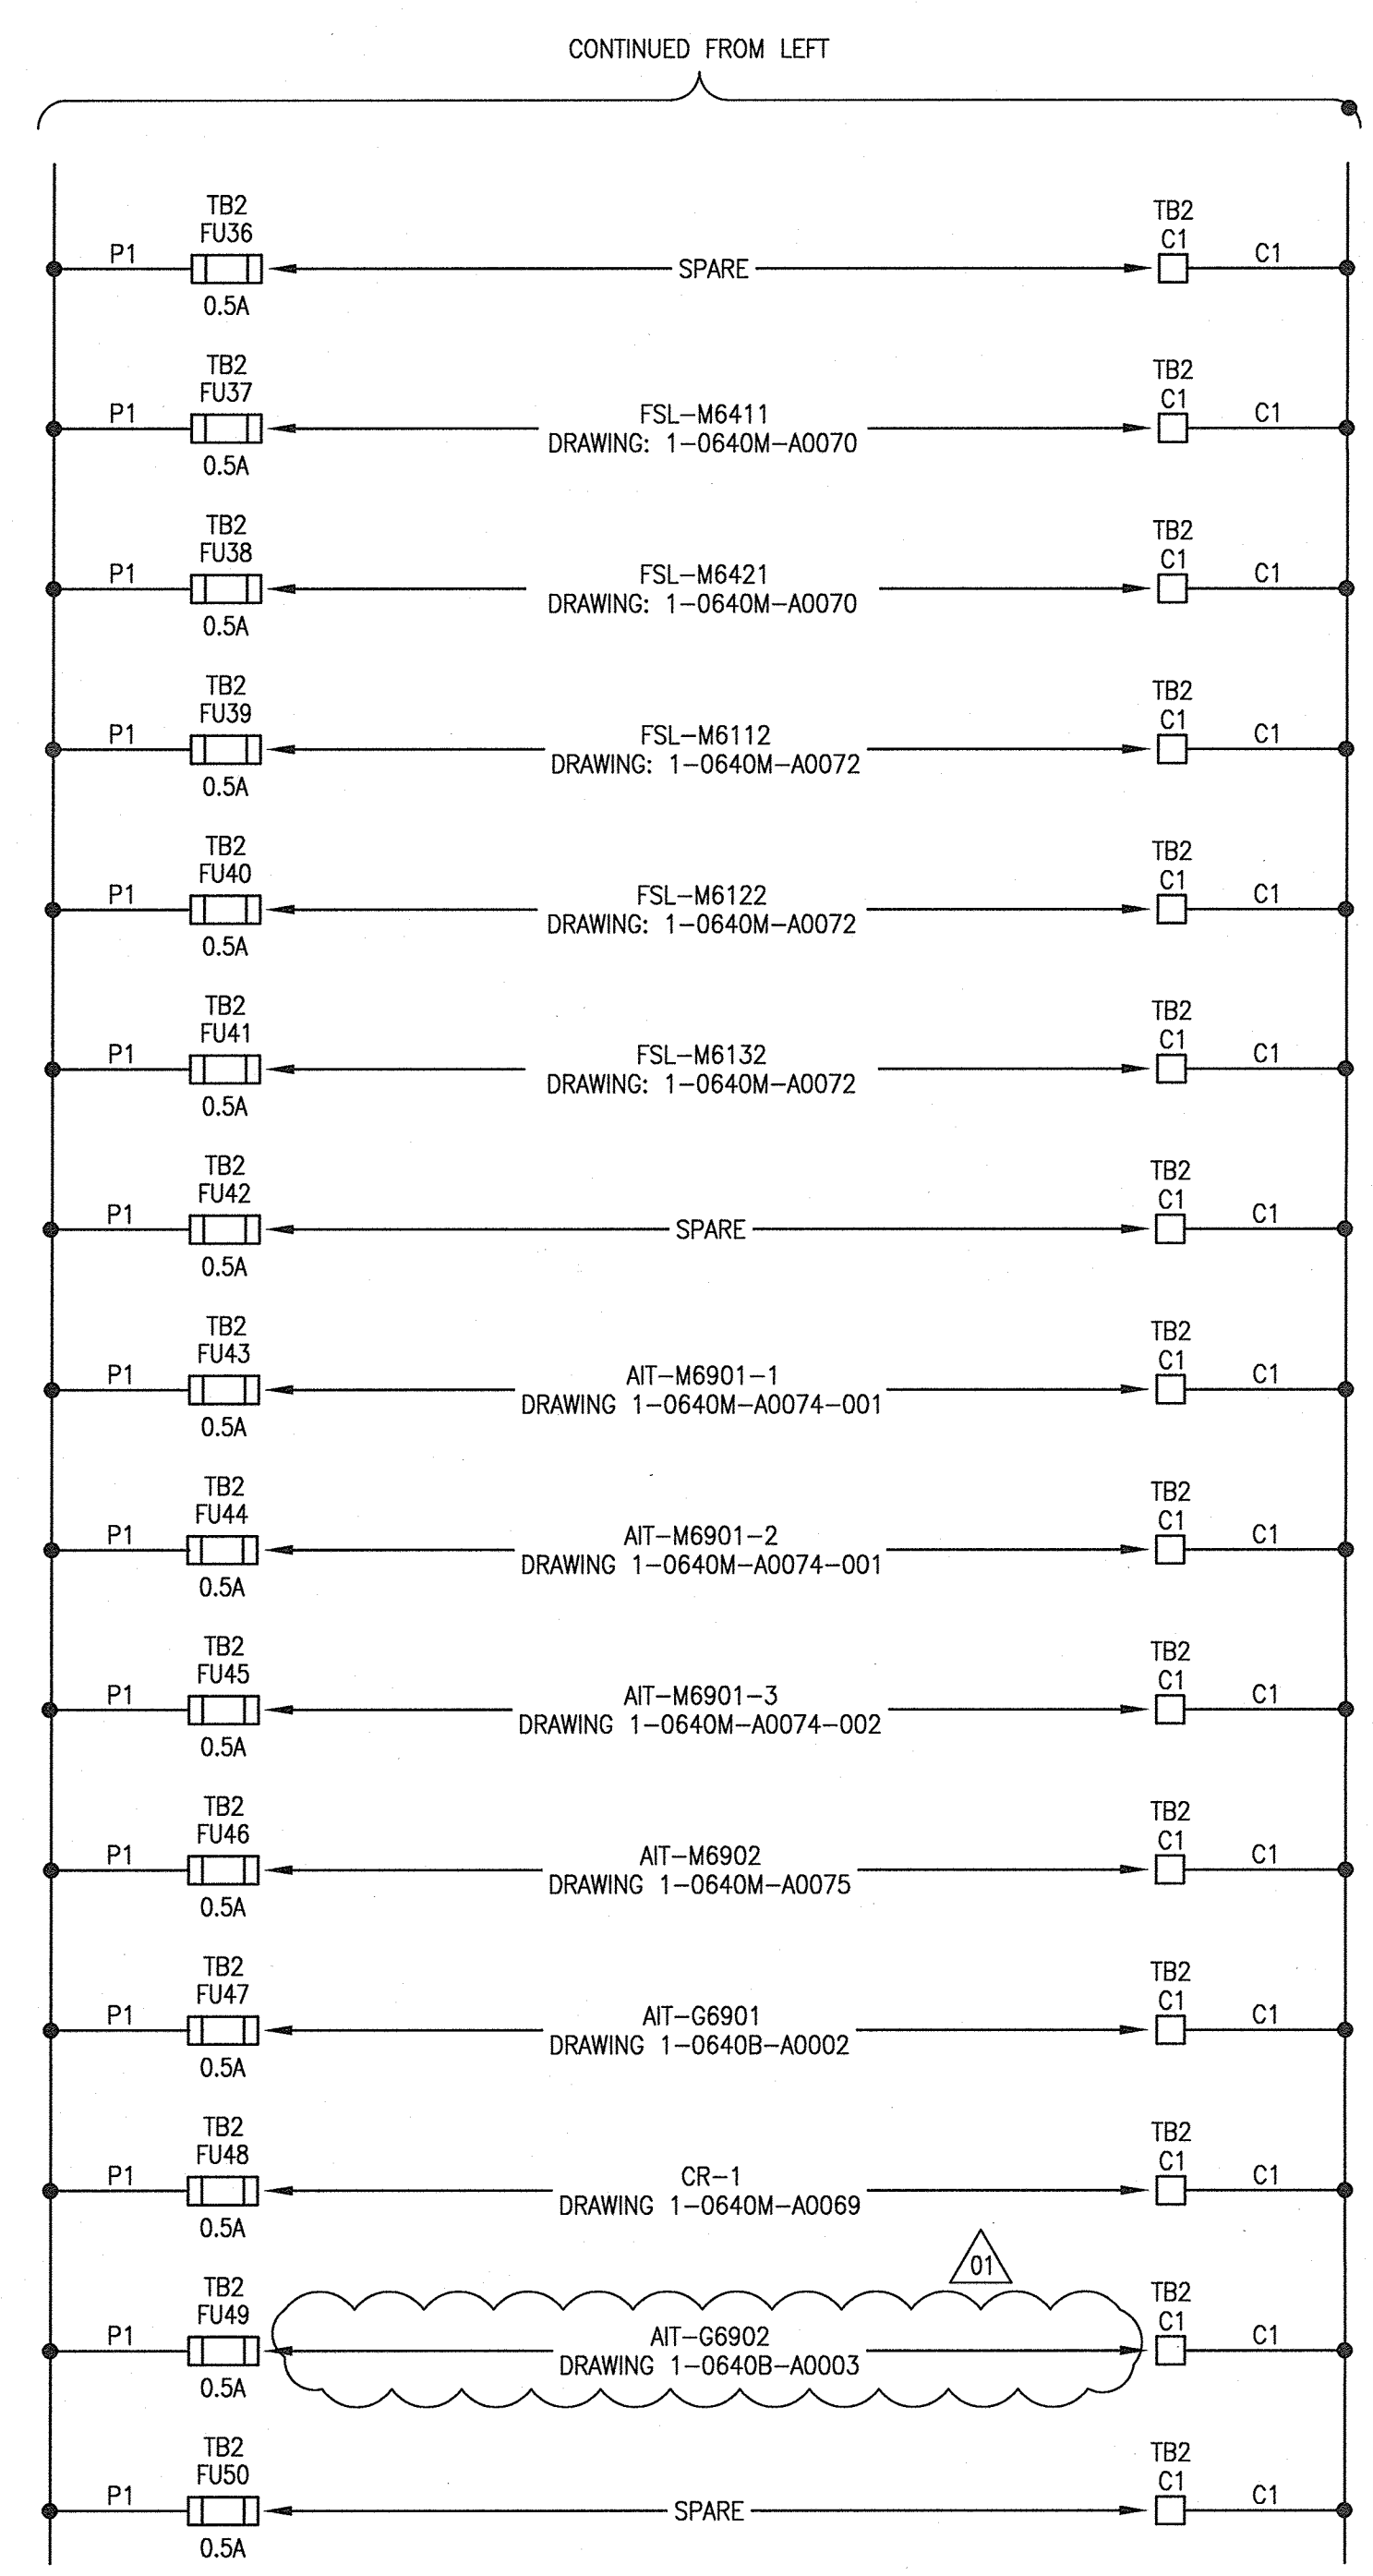 CONTINUED FROM LEFT
TB2
FU36
P1
0.5A
SPARE
TB2
C1
C1
TB2
FU37
P1
0.5A
FSL-M6411
DRAWING: 1-0640M-A0070
TB2
C1
C1
TB2
FU38
P1
0.5A
FSL-M6421
DRAWING: 1-0640M-A0070
TB2
C1
C1
TB2
FU39
P1
0.5A
FSL-M6112
DRAWING: 1-0640M-A0072
TB2
C1
C1
TB2
FU40
P1
0.5A
FSL-M6122
DRAWING: 1-0640M-A0072
TB2
C1
C1
TB2
FU41
P1
0.5A
FSL-M6132
DRAWING: 1-0640M-A0072
TB2
C1
C1
TB2
FU42
P1
0.5A
SPARE
TB2
C1
C1
TB2
FU43
P1
0.5A
AIT-M6901-1
DRAWING 1-0640M-A0074-001
TB2
C1
C1
TB2
FU44
P1
0.5A
AIT-M6901-2
DRAWING 1-0640M-A0074-001
TB2
C1
C1
TB2
FU45
P1
0.5A
AIT-M6901-3
DRAWING 1-0640M-A0074-002
TB2
C1
C1
TB2
FU46
P1
0.5A
AIT-M6902
DRAWING 1-0640M-A0075
TB2
C1
C1
TB2
FU47
P1
0.5A
AIT-G6901
DRAWING 1-0640B-A0002
TB2
C1
C1
TB2
FU48
P1
0.5A
CR-1
DRAWING 1-0640M-A0069
TB2
C1
C1
01
TB2
FU49
P1
0.5A
AIT-G6902
DRAWING 1-0640B-A0003
TB2
C1
C1
TB2
FU50
P1
0.5A
SPARE
TB2
C1
C1